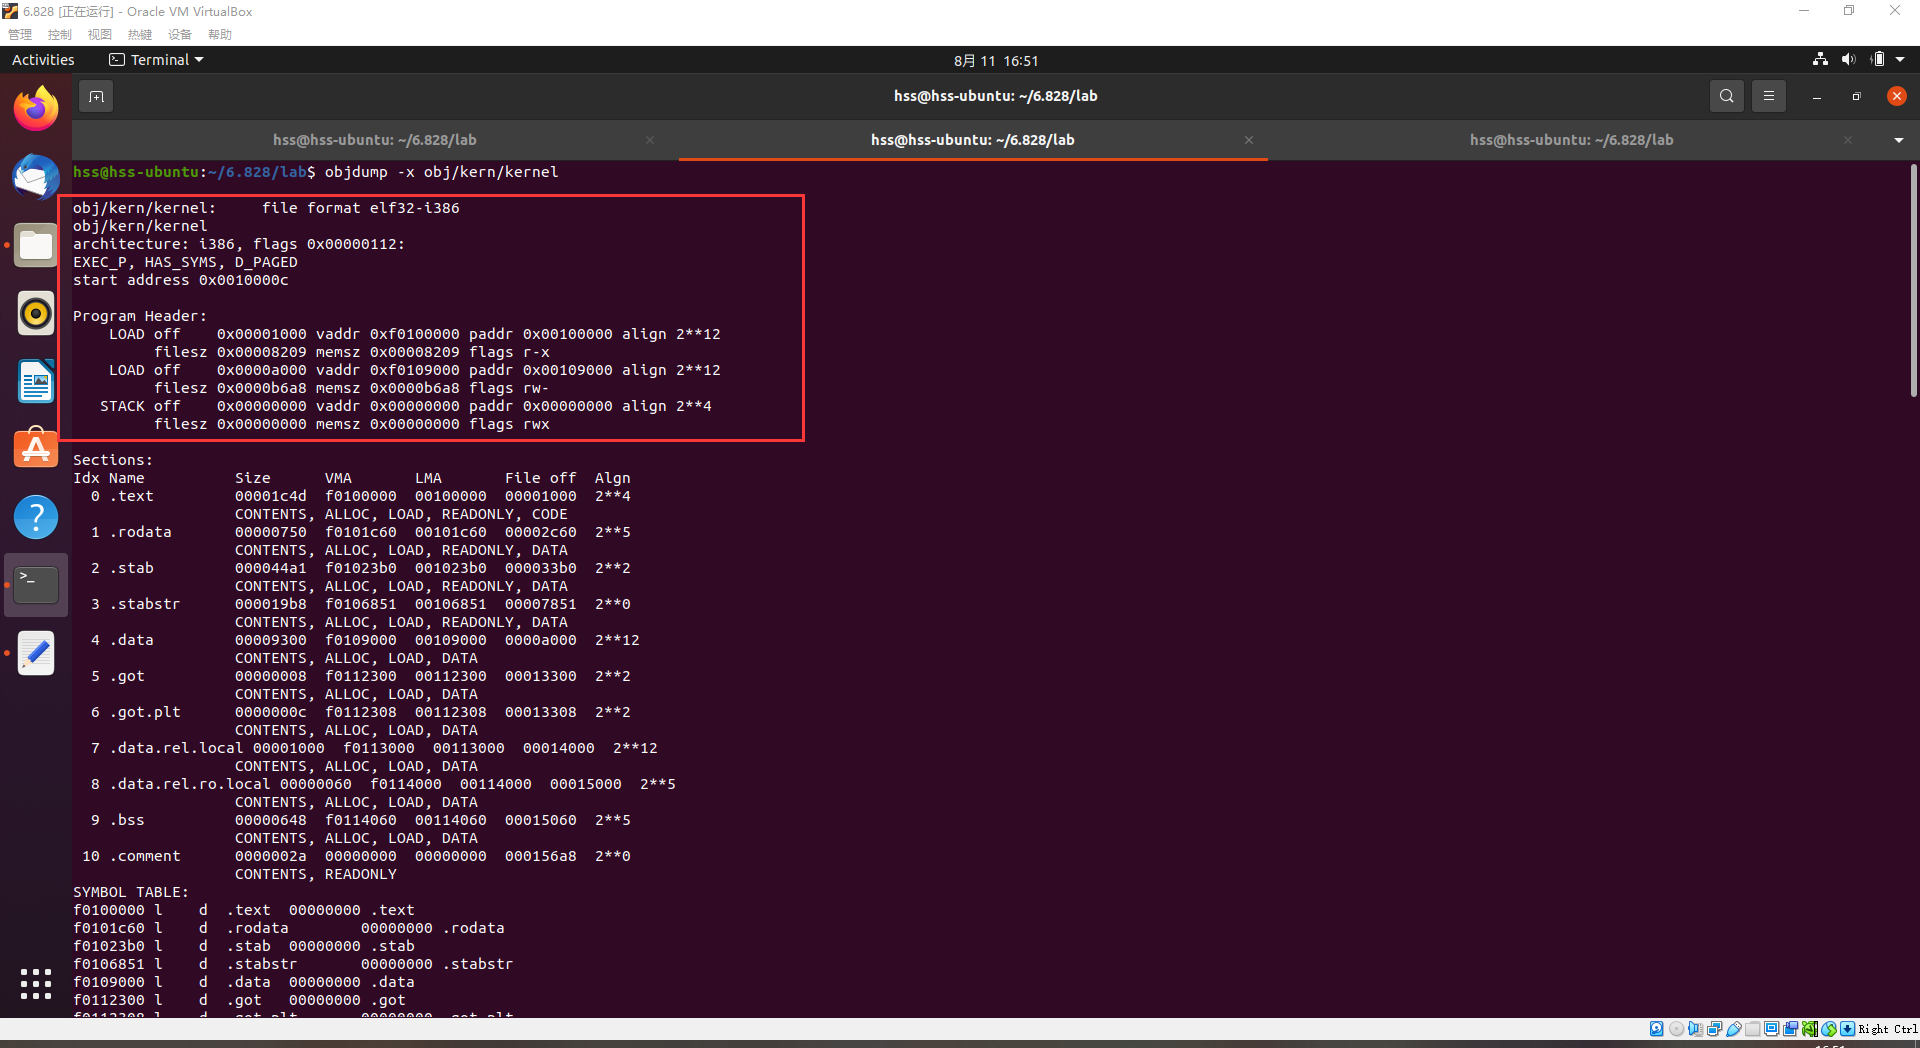 6.828 [正在运行] - Oracle VM VirtualBox
管理 控制 视图 热键 设备 帮助
Activities Terminal 8月 11 16:51
hss@hss-ubuntu: ~/6.828/lab
hss@hss-ubuntu: ~/6.828/lab hss@hss-ubuntu: ~/6.828/lab hss@hss-ubuntu: ~/6.828/lab
hss@hss-ubuntu:~/6.828/lab$ objdump -x obj/kern/kernel
obj/kern/kernel:     file format elf32-i386
obj/kern/kernel
architecture: i386, flags 0x00000112:
EXEC_P, HAS_SYMS, D_PAGED
start address 0x0010000c
Program Header:
    LOAD off    0x00001000 vaddr 0xf0100000 paddr 0x00100000 align 2**12
         filesz 0x00008209 memsz 0x00008209 flags r-x
    LOAD off    0x0000a000 vaddr 0xf0109000 paddr 0x00109000 align 2**12
         filesz 0x0000b6a8 memsz 0x0000b6a8 flags rw-
   STACK off    0x00000000 vaddr 0x00000000 paddr 0x00000000 align 2**4
         filesz 0x00000000 memsz 0x00000000 flags rwx
Sections:
Idx Name          Size      VMA       LMA       File off  Algn
  0 .text         00001c4d  f0100000  00100000  00001000  2**4
                  CONTENTS, ALLOC, LOAD, READONLY, CODE
  1 .rodata       00000750  f0101c60  00101c60  00002c60  2**5
                  CONTENTS, ALLOC, LOAD, READONLY, DATA
  2 .stab         000044a1  f01023b0  001023b0  000033b0  2**2
                  CONTENTS, ALLOC, LOAD, READONLY, DATA
  3 .stabstr      000019b8  f0106851  00106851  00007851  2**0
                  CONTENTS, ALLOC, LOAD, READONLY, DATA
  4 .data         00009300  f0109000  00109000  0000a000  2**12
                  CONTENTS, ALLOC, LOAD, DATA
  5 .got          00000008  f0112300  00112300  00013300  2**2
                  CONTENTS, ALLOC, LOAD, DATA
  6 .got.plt      0000000c  f0112308  00112308  00013308  2**2
                  CONTENTS, ALLOC, LOAD, DATA
  7 .data.rel.local 00001000  f0113000  00113000  00014000  2**12
                  CONTENTS, ALLOC, LOAD, DATA
  8 .data.rel.ro.local 00000060  f0114000  00114000  00015000  2**5
                  CONTENTS, ALLOC, LOAD, DATA
  9 .bss          00000648  f0114060  00114060  00015060  2**5
                  CONTENTS, ALLOC, LOAD, DATA
 10 .comment      0000002a  00000000  00000000  000156a8  2**0
                  CONTENTS, READONLY
SYMBOL TABLE:
f0100000 l    d  .text  00000000 .text
f0101c60 l    d  .rodata        00000000 .rodata
f01023b0 l    d  .stab  00000000 .stab
f0106851 l    d  .stabstr       00000000 .stabstr
f0109000 l    d  .data  00000000 .data
f0112300 l    d  .got   00000000 .got
f0112308 l    d  .got.plt       00000000 .got.plt
Right Ctrl